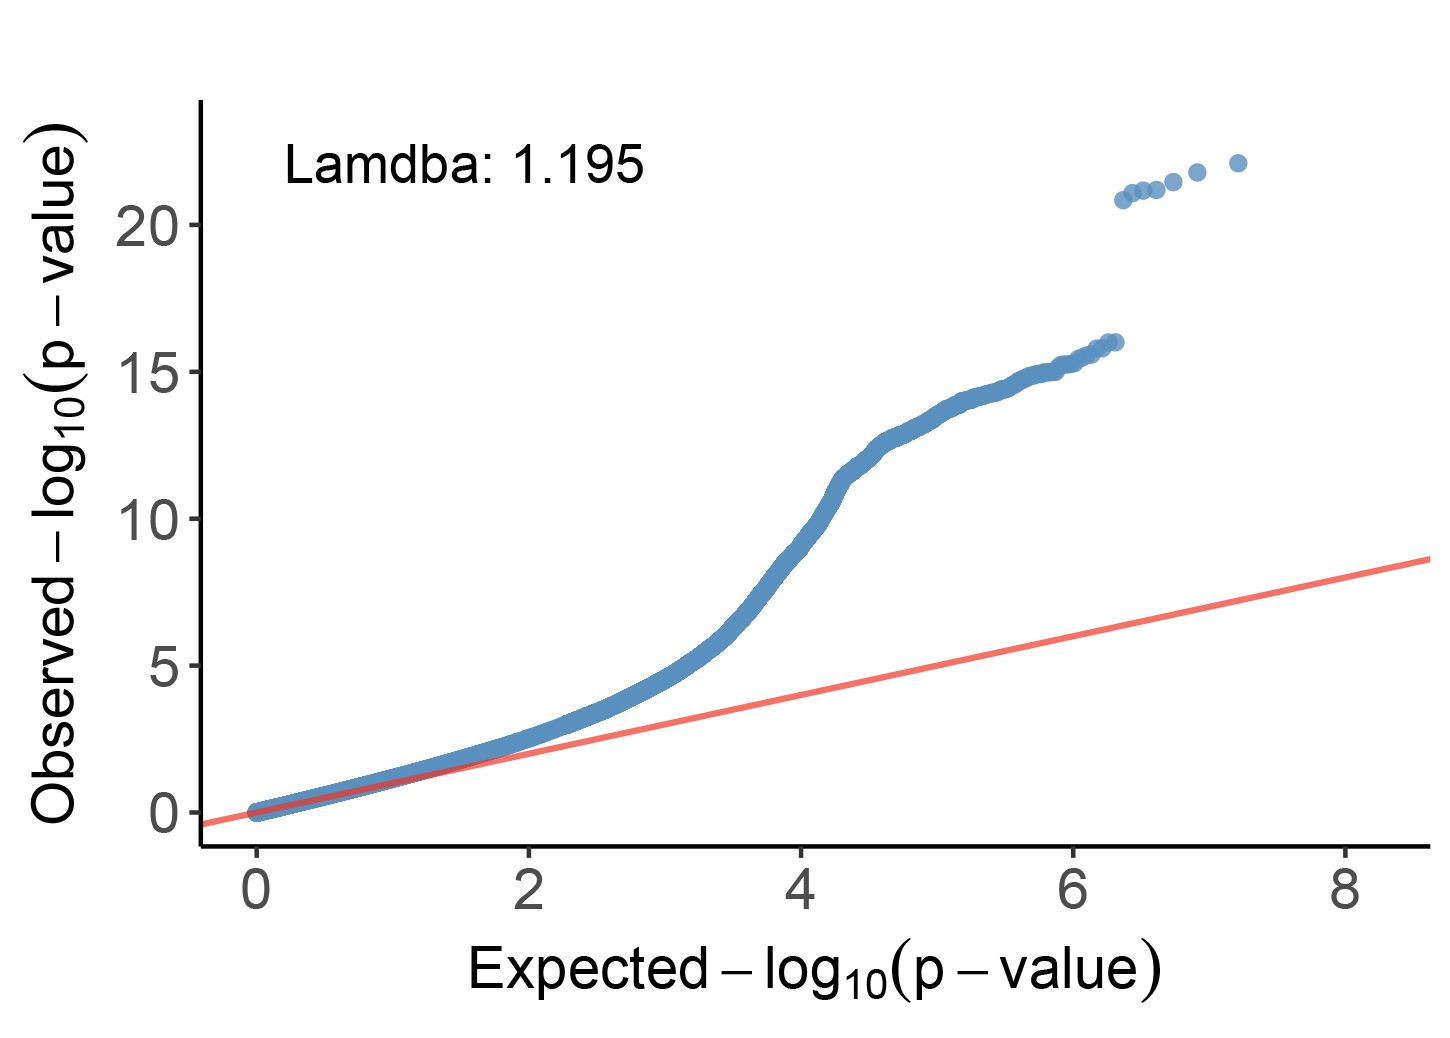 Lamdba: 1.195
Observed – log10(p – value)
20
15
10
5
0
0 2 4 6 8
Expected – log10(p – value)